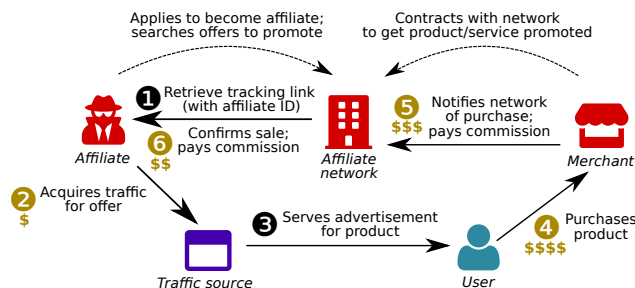 Applies to become affiliate;
searches offers to promote
Contracts with network
to get product/service promoted
1 Retrieve tracking link
(with affiliate ID)
6 Confirms sale;
$$ pays commission
5 Notifies network
$$$ of purchase;
pays commission
Affiliate
Affiliate
network
Merchant
2 Acquires traffic
$ for offer
3 Serves advertisement
for product
4 Purchases
$$$$ product
Traffic source
User